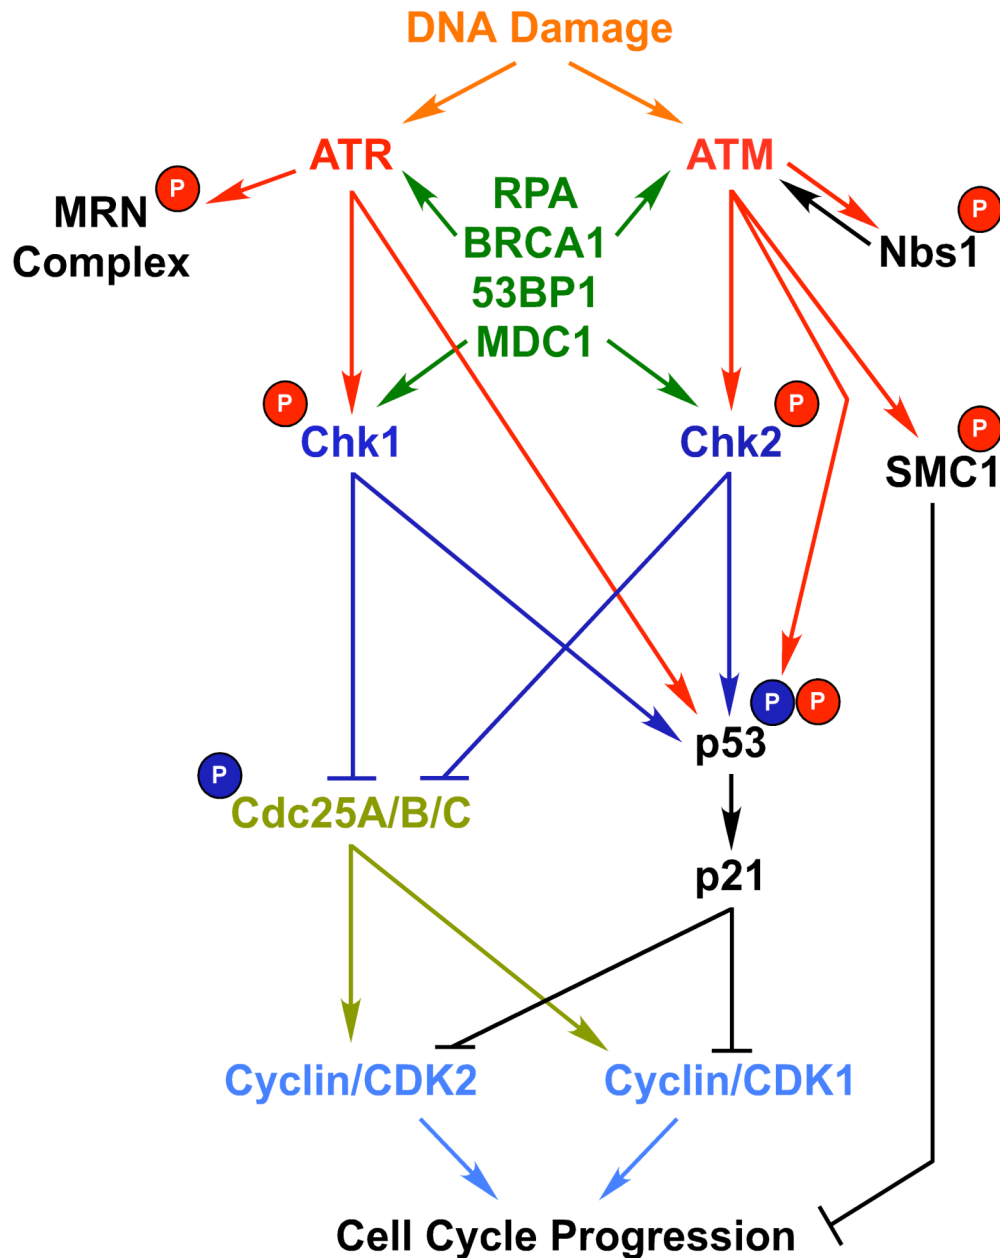 DNA Damage
ATR
ATM
P
MRN
Complex
RPA
BRCA1
53BP1
MDC1
P
Nbs1
P
Chk1
Chk2
P
P
SMC1
P
P
p53
P
Cdc25A/B/C
p21
Cyclin/CDK2
Cyclin/CDK1
Cell Cycle Progression